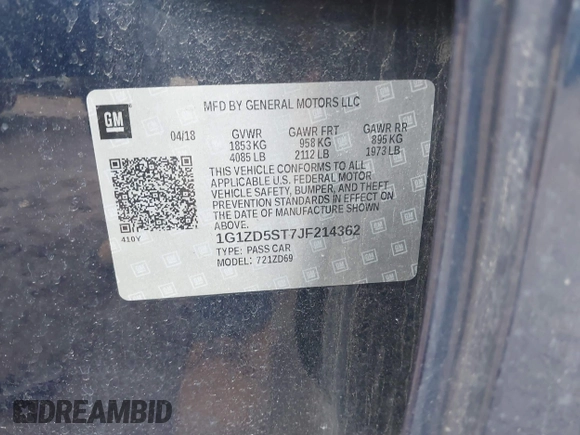 GM
MFD BY GENERAL MOTORS LLC
04/18 GVWR GAWR FRT GAWR RR
1853 KG 958 KG 895 KG
4085 LB 2112 LB 1973 LB
THIS VEHICLE CONFORMS TO ALL
APPLICABLE U.S. FEDERAL MOTOR
VEHICLE SAFETY, BUMPER, AND THEFT
PREVENTION STANDARDS IN EFFECT ON
THE DATE OF MANUFACTURE SHOWN
ABOVE.
410Y
1G1ZD5ST7JF214362
TYPE: PASS CAR
MODEL: 721ZD69
DREAMBID